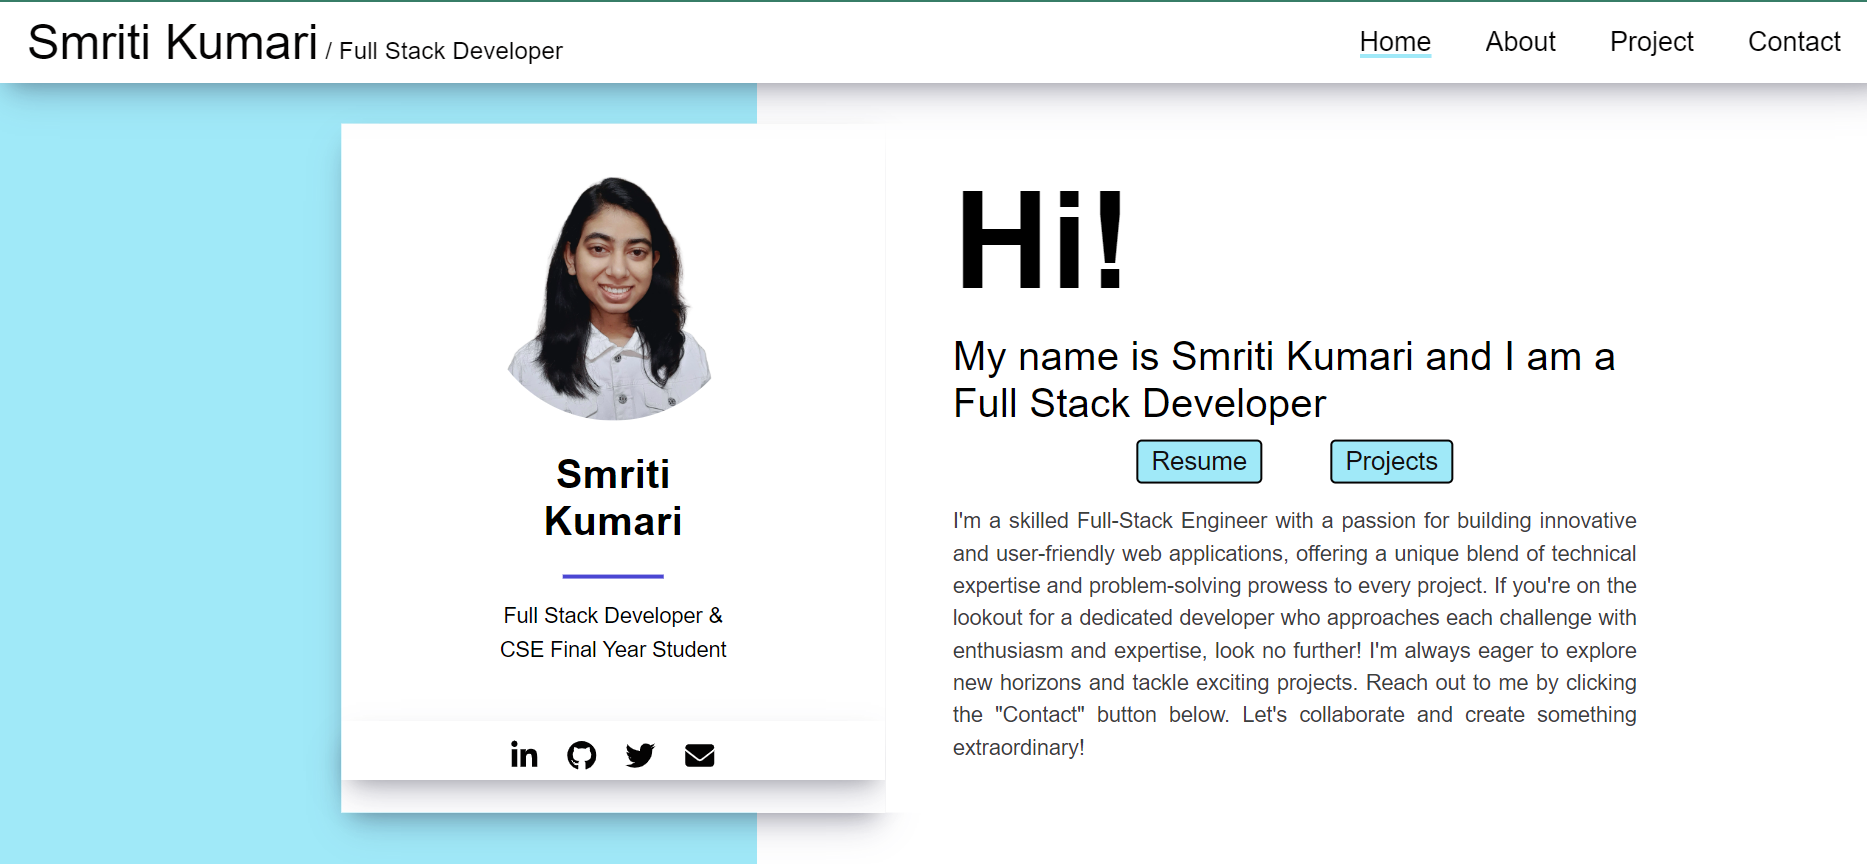 Smriti Kumari / Full Stack Developer
Home About Project Contact
Smriti
Kumari
Full Stack Developer &
CSE Final Year Student
in
Hi!
My name is Smriti Kumari and I am a
Full Stack Developer
Resume Projects
I'm a skilled Full-Stack Engineer with a passion for building innovative
and user-friendly web applications, offering a unique blend of technical
expertise and problem-solving prowess to every project. If you're on the
lookout for a dedicated developer who approaches each challenge with
enthusiasm and expertise, look no further! I'm always eager to explore
new horizons and tackle exciting projects. Reach out to me by clicking
the "Contact" button below. Let's collaborate and create something
extraordinary!